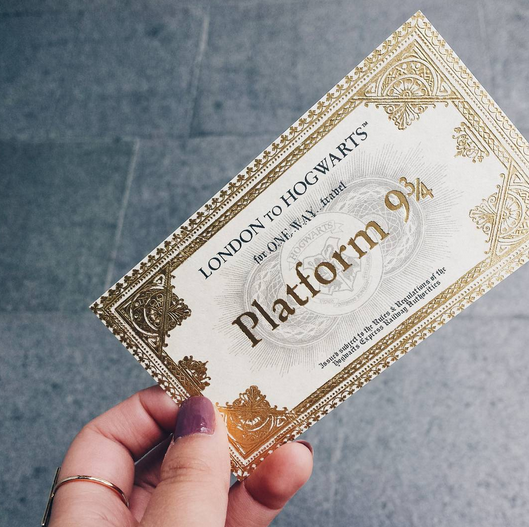 LONDON TO HOGWARTS™
for ONE WAY travel
Platform 9¾
HOGWARTS
Issued subject to the Rules & Regulations of the
Hogwarts Express Railway Authorities